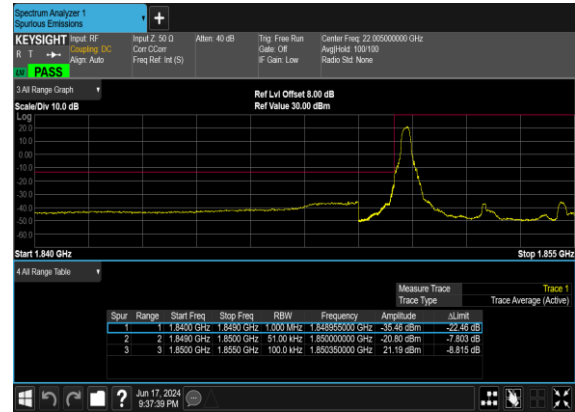 Spectrum Analyzer 1
Spurious Emissions
KEYSIGHT Input: RF Input Z: 50 Ω Atten: 40 dB Trig: Free Run Center Freq: 22.005000000 GHz
R T Coupling: DC Corr CCorr Gate: Off Avg|Hold: 100/100
Align: Auto Freq Ref: Int (S) IF Gain: Low Radio Std: None
PASS
3 All Range Graph
Ref Lvl Offset 8.00 dB
Scale/Div 10.0 dB Ref Value 30.00 dBm
Log
20.0
10.0
0.00
-10.0
-20.0
-30.0
-40.0
-50.0
-60.0
Start 1.840 GHz Stop 1.855 GHz
4 All Range Table
Measure Trace Trace 1
Trace Type Trace Average (Active)
Spur Range Start Freq Stop Freq RBW Frequency Amplitude ΔLimit
1 1 1.8400 GHz 1.8490 GHz 1.000 MHz 1.848955000 GHz -35.46 dBm -22.46 dB
2 2 1.8490 GHz 1.8500 GHz 51.00 kHz 1.850000000 GHz -20.80 dBm -7.803 dB
3 3 1.8500 GHz 1.8550 GHz 100.0 kHz 1.850350000 GHz 21.19 dBm -8.815 dB
Jun 17, 2024
9:37:39 PM